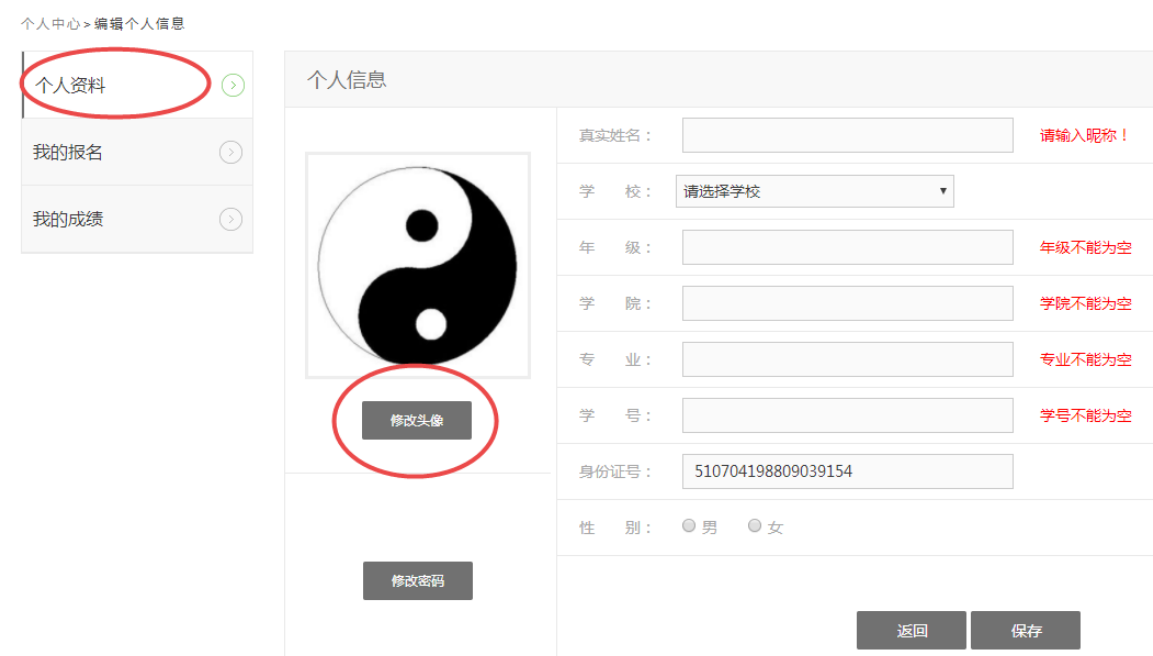 个人中心>编辑个人信息
个人资料
我的报名
我的成绩
个人信息
修改头像
修改密码
真实姓名： 请输入昵称！
学 校： 请选择学校
年 级： 年级不能为空
学 院： 学院不能为空
专 业： 专业不能为空
学 号： 学号不能为空
身份证号： 510704198809039154
性 别： 男 女
返回 保存